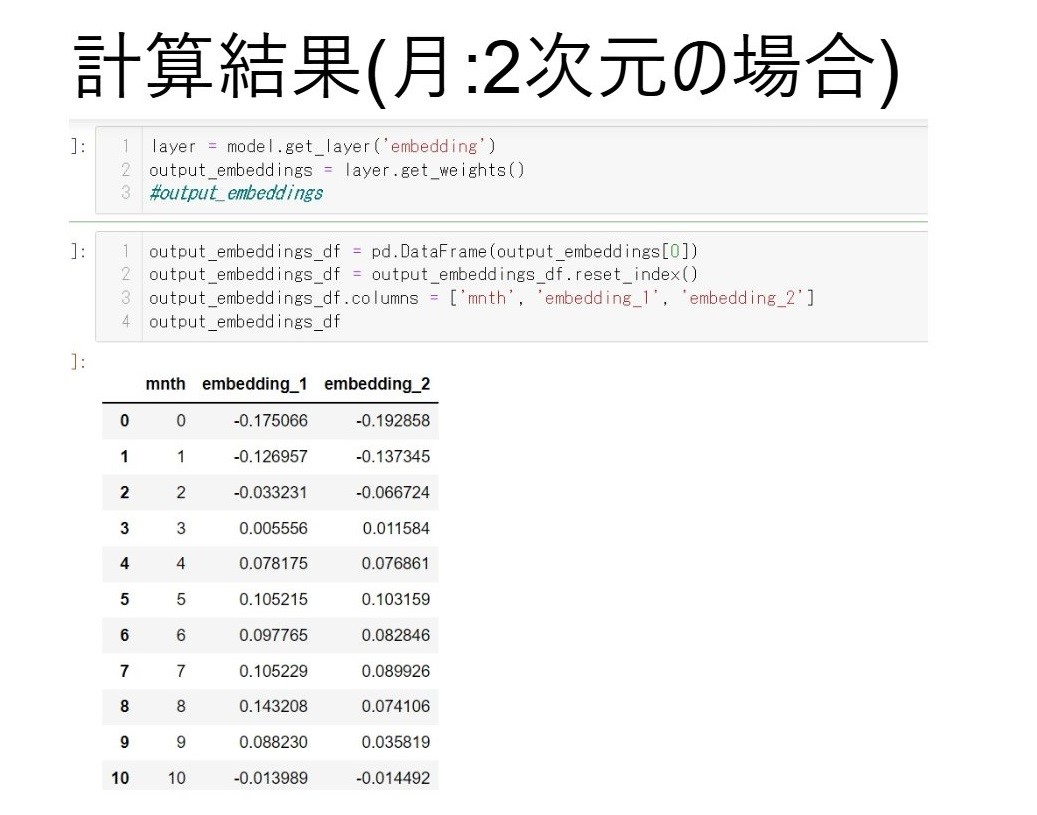 計算結果(月:2次元の場合)
]:
1 layer = model.get_layer('embedding')
2 output_embeddings = layer.get_weights()
3 #output_embeddings
]:
1 output_embeddings_df = pd.DataFrame(output_embeddings[0])
2 output_embeddings_df = output_embeddings_df.reset_index()
3 output_embeddings_df.columns = ['mnth', 'embedding_1', 'embedding_2']
4 output_embeddings_df
]:
mnth embedding_1 embedding_2
0 0 -0.175066 -0.192858
1 1 -0.126957 -0.137345
2 2 -0.033231 -0.066724
3 3 0.005556 0.011584
4 4 0.078175 0.076861
5 5 0.105215 0.103159
6 6 0.097765 0.082846
7 7 0.105229 0.089926
8 8 0.143208 0.074106
9 9 0.088230 0.035819
10 10 -0.013989 -0.014492